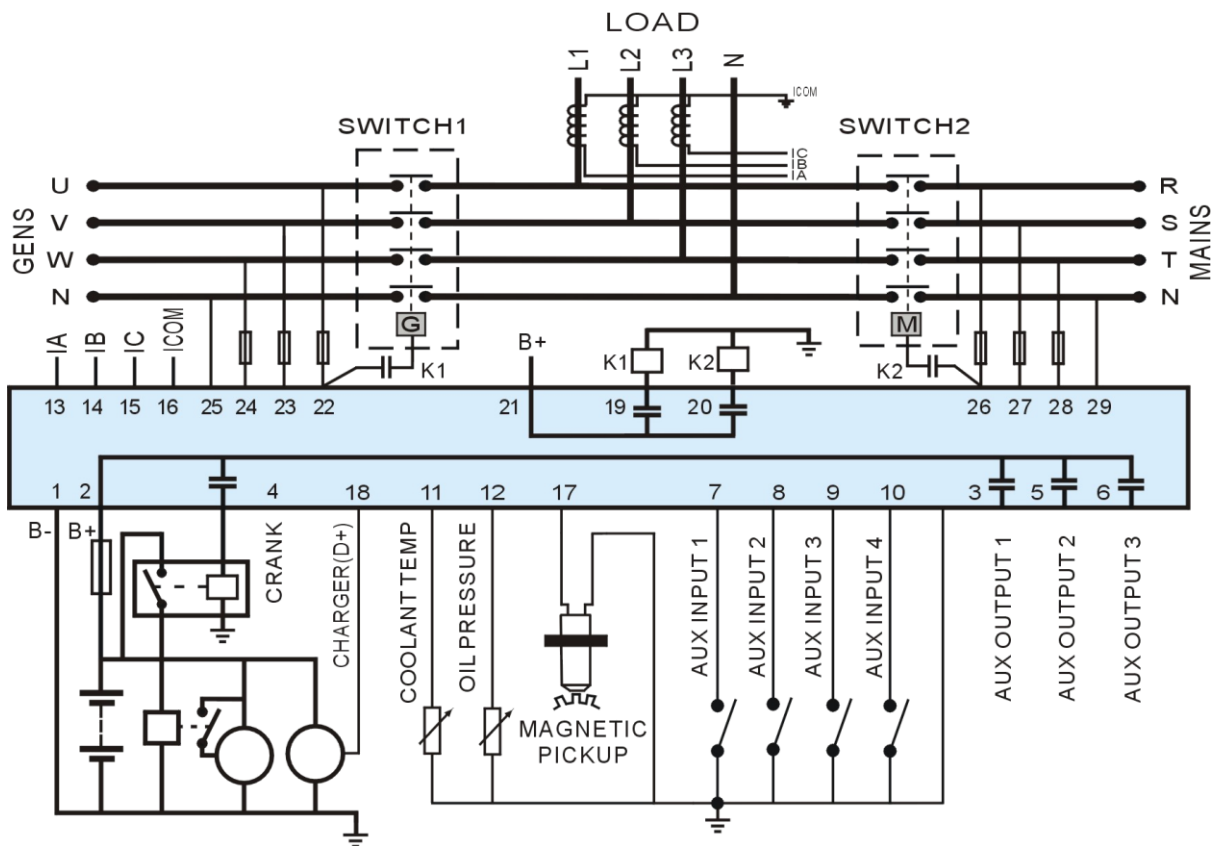 LOAD
L1
L2
L3
N
ICOM
SWITCH1
SWITCH2
IC
IB
IA
GENS
U
V
W
N
R
S
T
N
MAINS
G
M
IA
IB
IC
ICOM
K1
B+
K1
K2
K2
13 14 15 16 25 24 23 22 21 19 20 26 27 28 29
1 2 4 18 11 12 17 7 8 9 10 3 5 6
B- B+
CRANK
CHARGER(D+)
COOLANT TEMP
OIL PRESSURE
MAGNETIC
PICKUP
AUX INPUT 1
AUX INPUT 2
AUX INPUT 3
AUX INPUT 4
AUX OUTPUT 1
AUX OUTPUT 2
AUX OUTPUT 3